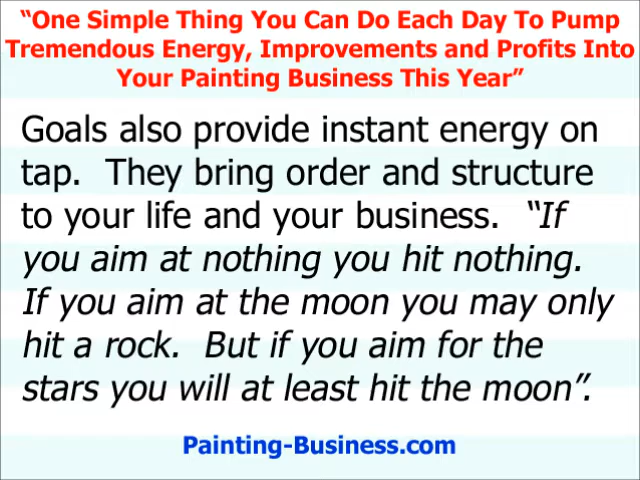 “One Simple Thing You Can Do Each Day To Pump
Tremendous Energy, Improvements and Profits Into
Your Painting Business This Year”
Goals also provide instant energy on
tap.  They bring order and structure
to your life and your business.  “If
you aim at nothing you hit nothing.
If you aim at the moon you may only
hit a rock.  But if you aim for the
stars you will at least hit the moon”.
Painting-Business.com